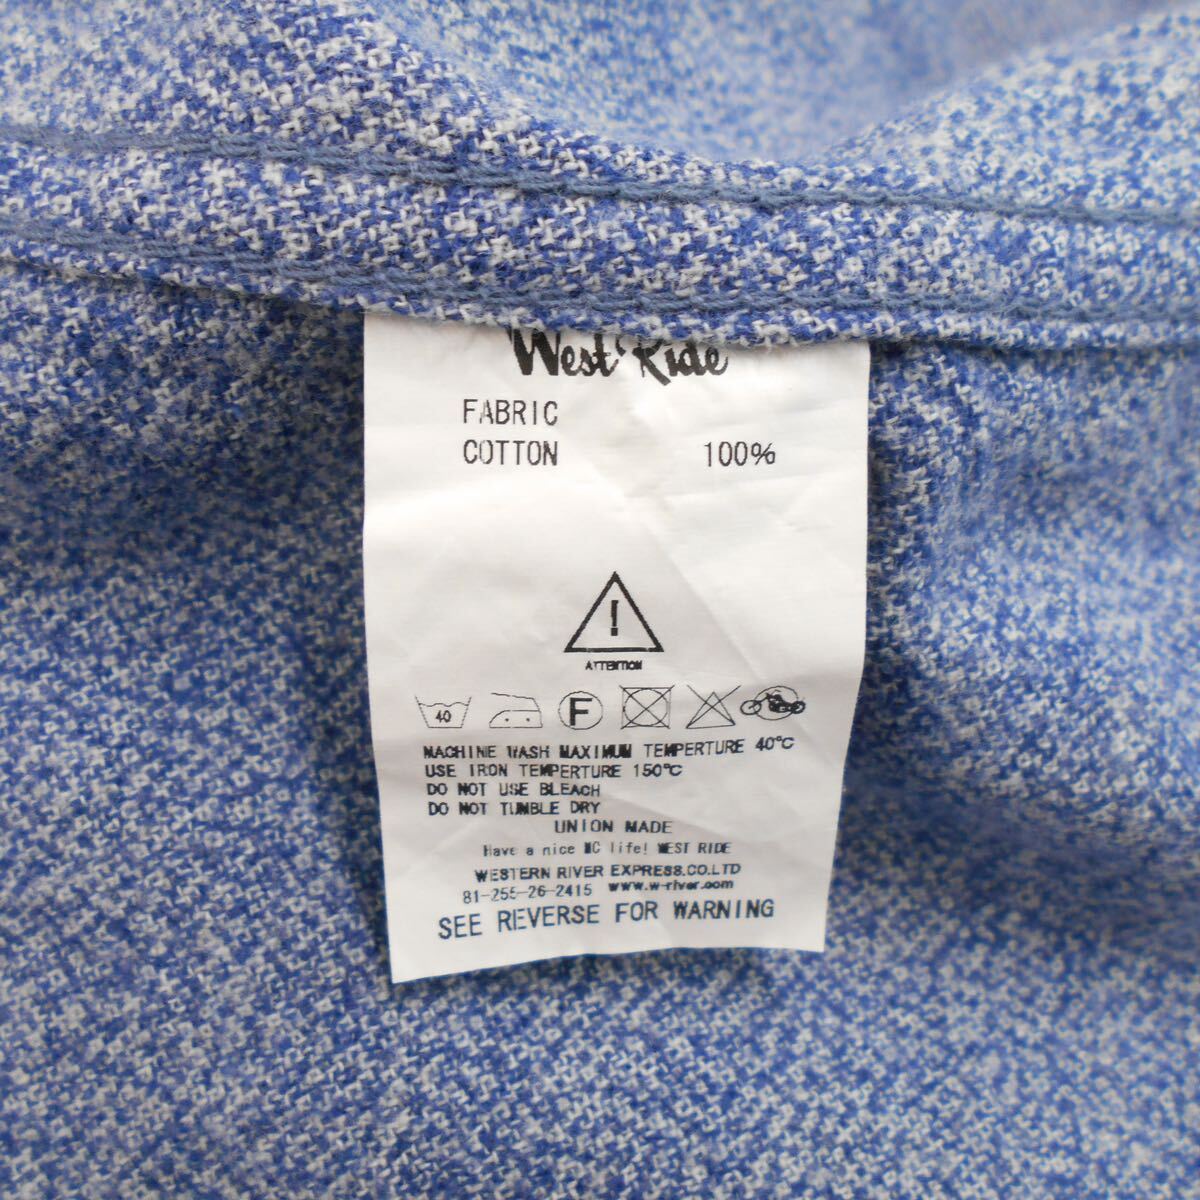 West Ride
FABRIC
COTTON 100%
!
ATTENTION
40 F
MACHINE WASH MAXIMUM TEMPERTURE 40°C
USE IRON TEMPERTURE 150°C
DO NOT USE BLEACH
DO NOT TUMBLE DRY
UNION MADE
Have a nice MC life! WEST RIDE
WESTERN RIVER EXPRESS.CO.LTD
81-255-26-2415 www.w-river.com
SEE REVERSE FOR WARNING